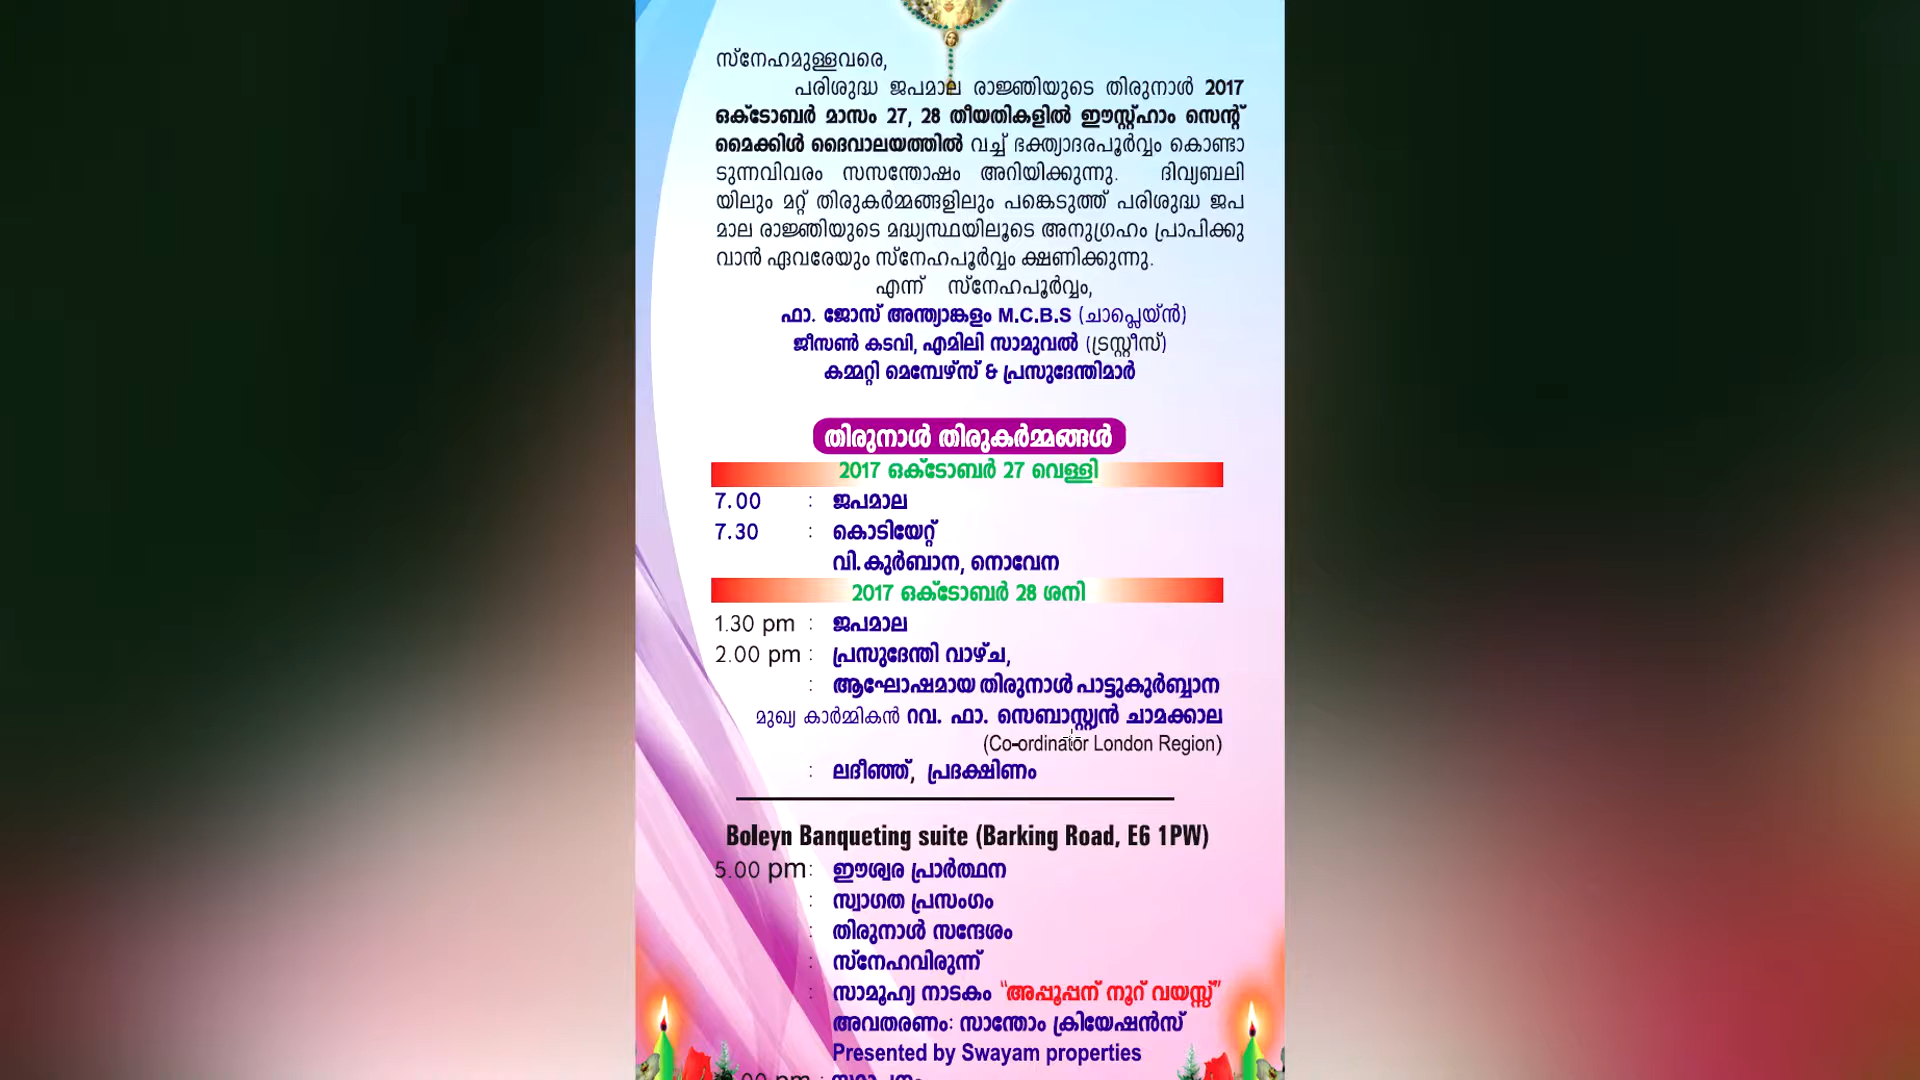 സ്നേഹമുള്ളവരെ,
പരിശുദ്ധ ജപമാല രാജ്ഞിയുടെ തിരുനാൾ 2017
ഒക്ടോബർ മാസം 27, 28 തീയതികളിൽ ഈസ്റ്റ്ഹാം സെന്റ്
മൈക്കിൾ ദൈവാലയത്തിൽ വച്ച് ഭക്ത്യാദരപൂർവ്വം കൊണ്ടാ
ടുന്നവിവരം സസന്തോഷം അറിയിക്കുന്നു. ദിവ്യബലി
യിലും മറ്റ് തിരുകർമ്മങ്ങളിലും പങ്കെടുത്ത് പരിശുദ്ധ ജപ
മാല രാജ്ഞിയുടെ മദ്ധ്യസ്ഥയിലൂടെ അനുഗ്രഹം പ്രാപിക്കു
വാൻ ഏവരേയും സ്നേഹപൂർവ്വം ക്ഷണിക്കുന്നു.
എന്ന് സ്നേഹപൂർവ്വം,
ഫാ. ജോസ് അന്ത്യാങ്കളം M.C.B.S (ചാപ്ലെയ്ൻ)
ജീസൺ കടവി, എമിലി സാമുവൽ (ട്രസ്റ്റീസ്)
കമ്മറ്റി മെമ്പേഴ്സ് & പ്രസുദേന്തിമാർ
തിരുനാൾ തിരുകർമ്മങ്ങൾ
2017 ഒക്ടോബർ 27 വെള്ളി
7.00 : ജപമാല
7.30 : കൊടിയേറ്റ്
വി.കുർബാന, നൊവേന
2017 ഒക്ടോബർ 28 ശനി
1.30 pm : ജപമാല
2.00 pm : പ്രസുദേന്തി വാഴ്ച,
: ആഘോഷമായ തിരുനാൾ പാട്ടുകുർബ്ബാന
മുഖ്യ കാർമ്മികൻ റവ. ഫാ. സെബാസ്റ്റ്യൻ ചാമക്കാല
(Co-ordinator London Region)
: ലദീഞ്ഞ്, പ്രദക്ഷിണം
Boleyn Banqueting suite (Barking Road, E6 1PW)
5.00 pm : ഈശ്വര പ്രാർത്ഥന
: സ്വാഗത പ്രസംഗം
: തിരുനാൾ സന്ദേശം
: സ്നേഹവിരുന്ന്
: സാമൂഹ്യ നാടകം "അപ്പൂപ്പന് നൂറ് വയസ്സ്"
അവതരണം: സാന്തോം ക്രിയേഷൻസ്
Presented by Swayam properties